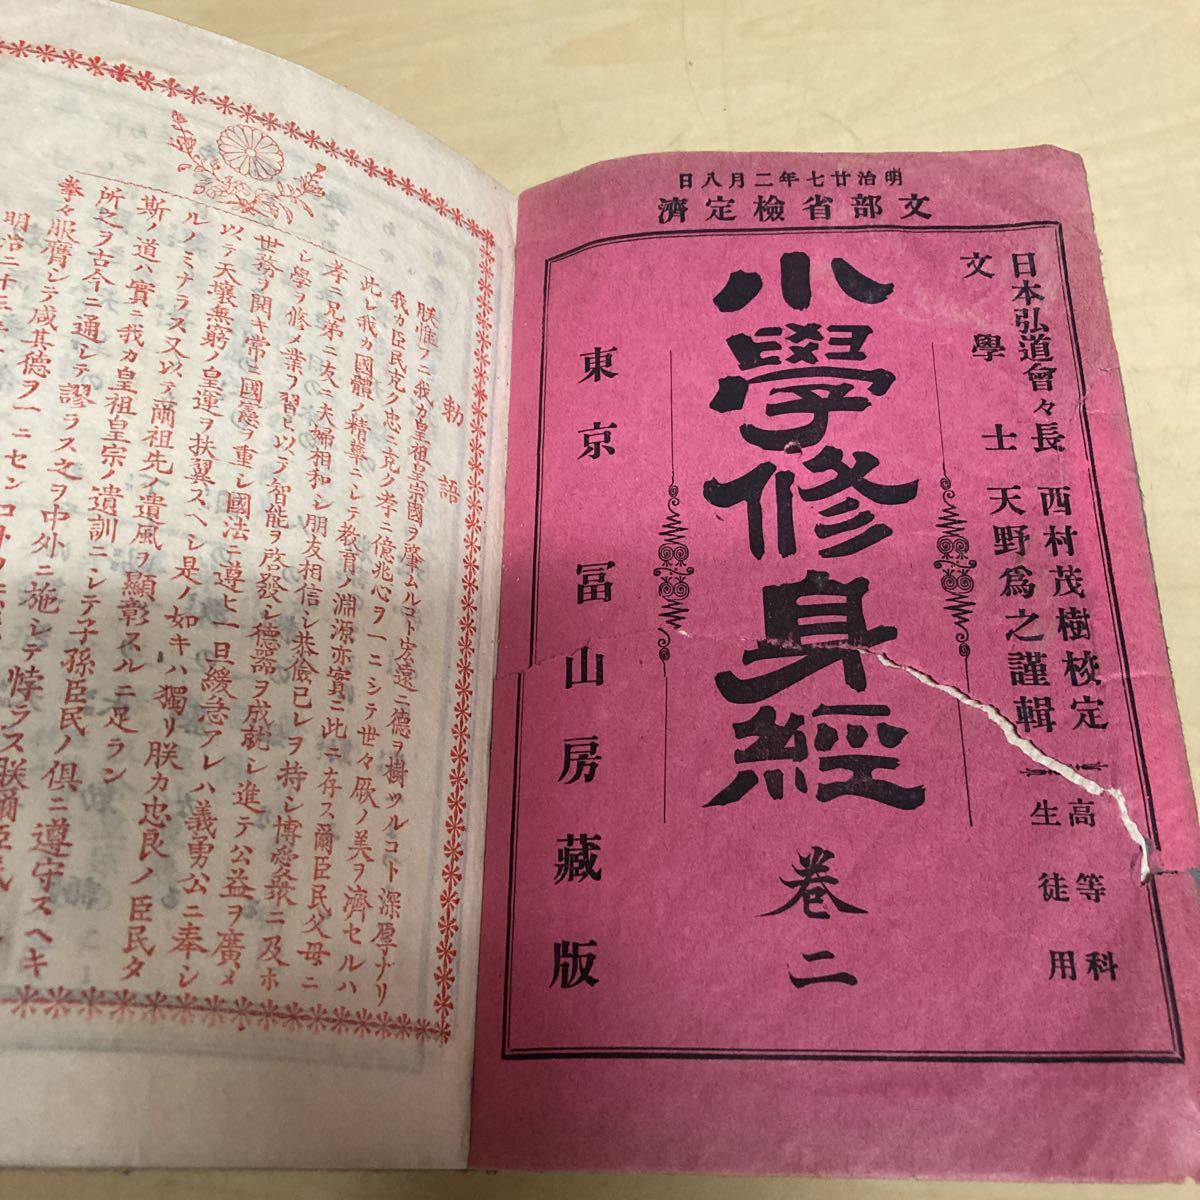 明治廿七年二月八日
文部省檢定濟
日本弘道會々長 西村茂樹校定 高等科
文學士 天野爲之謹輯 生徒用
小學修身經 巻二
東京 冨山房藏版
勅語
朕惟フニ我カ皇祖皇宗國ヲ肇ムルコト宏遠ニ德ヲ樹ツルコト深厚ナリ
我カ臣民克ク忠ニ克ク孝ニ億兆心ヲ一ニシテ世々厥ノ美ヲ濟セルハ
此レ我カ國體ノ精華ニシテ教育ノ淵源亦實ニ此ニ存ス爾臣民父母ニ
孝ニ兄弟ニ友ニ夫婦相和シ朋友相信シ恭儉己レヲ持シ博愛衆ニ及ホ
シ學ヲ修メ業ヲ習ヒ以テ智能ヲ啓發シ德器ヲ成就シ進テ公益ヲ廣メ
世務ヲ開キ常ニ國憲ヲ重シ國法ニ遵ヒ一旦緩急アレハ義勇公ニ奉シ
以テ天壤無窮ノ皇運ヲ扶翼スヘシ是ノ如キハ獨リ朕カ忠良ノ臣民タ
ルノミナラス又以テ爾祖先ノ遺風ヲ顯彰スルニ足ラン
斯ノ道ハ實ニ我カ皇祖皇宗ノ遺訓ニシテ子孫臣民ノ俱ニ遵守スヘキ
所之ヲ古今ニ通シテ謬ラス之ヲ中外ニ施シテ悖ラス朕爾臣民
拳々服膺シテ咸其德ヲ一ニセンコ
明治二十三